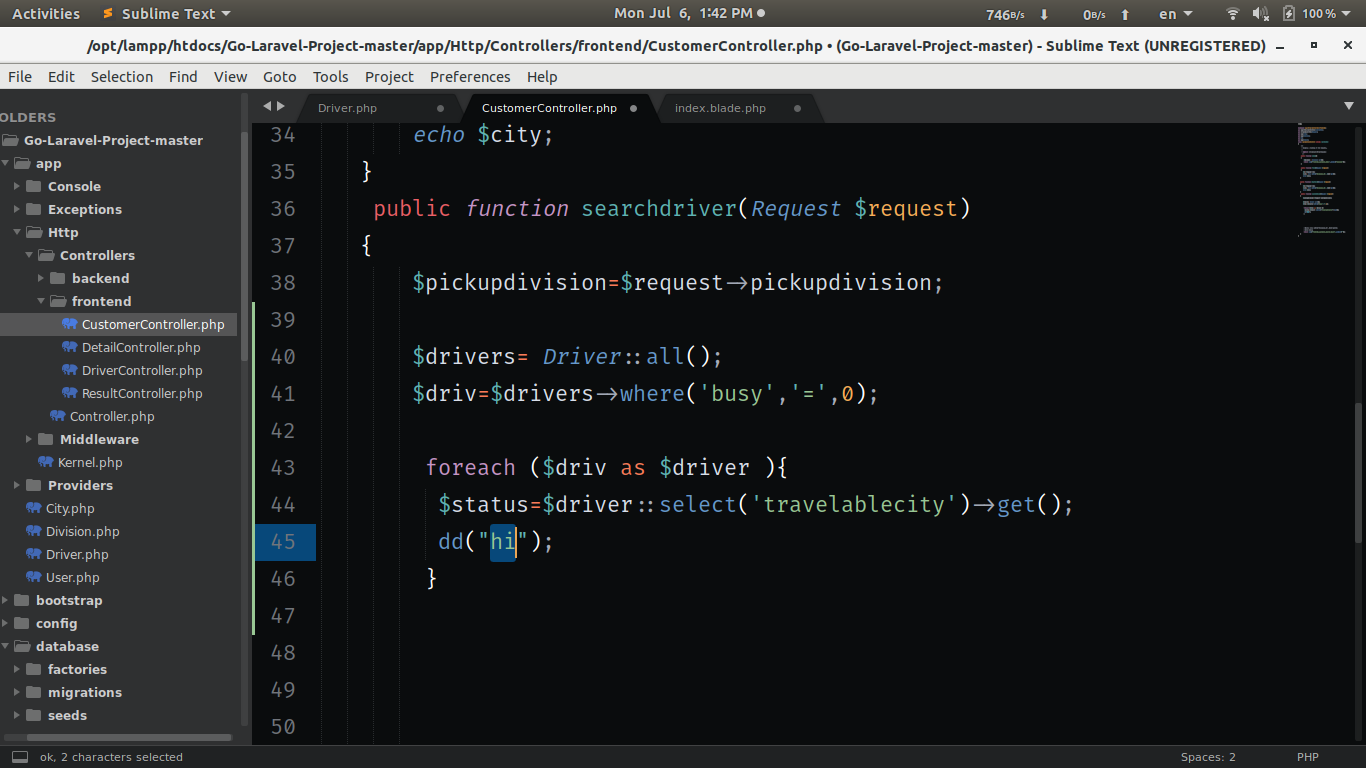 Activities Sublime Text Mon Jul 6, 1:42 PM 746B/s 0B/s en 100%
/opt/lampp/htdocs/Go-Laravel-Project-master/app/Http/Controllers/frontend/CustomerController.php • (Go-Laravel-Project-master) - Sublime Text (UNREGISTERED)
File Edit Selection Find View Goto Tools Project Preferences Help
OLDERS
Go-Laravel-Project-master
app
Console
Exceptions
Http
Controllers
backend
frontend
CustomerController.php
DetailController.php
DriverController.php
ResultController.php
Controller.php
Middleware
Kernel.php
Providers
City.php
Division.php
Driver.php
User.php
bootstrap
config
database
factories
migrations
seeds
Driver.php CustomerController.php index.blade.php
34 echo $city;
35 }
36 public function searchdriver(Request $request)
37 {
38 $pickupdivision=$request->pickupdivision;
39
40 $drivers= Driver::all();
41 $driv=$drivers->where('busy','=',0);
42
43 foreach ($driv as $driver ){
44 $status=$driver::select('travelablecity')->get();
45 dd("hi");
46 }
47
48
49
50
ok, 2 characters selected Spaces: 2 PHP